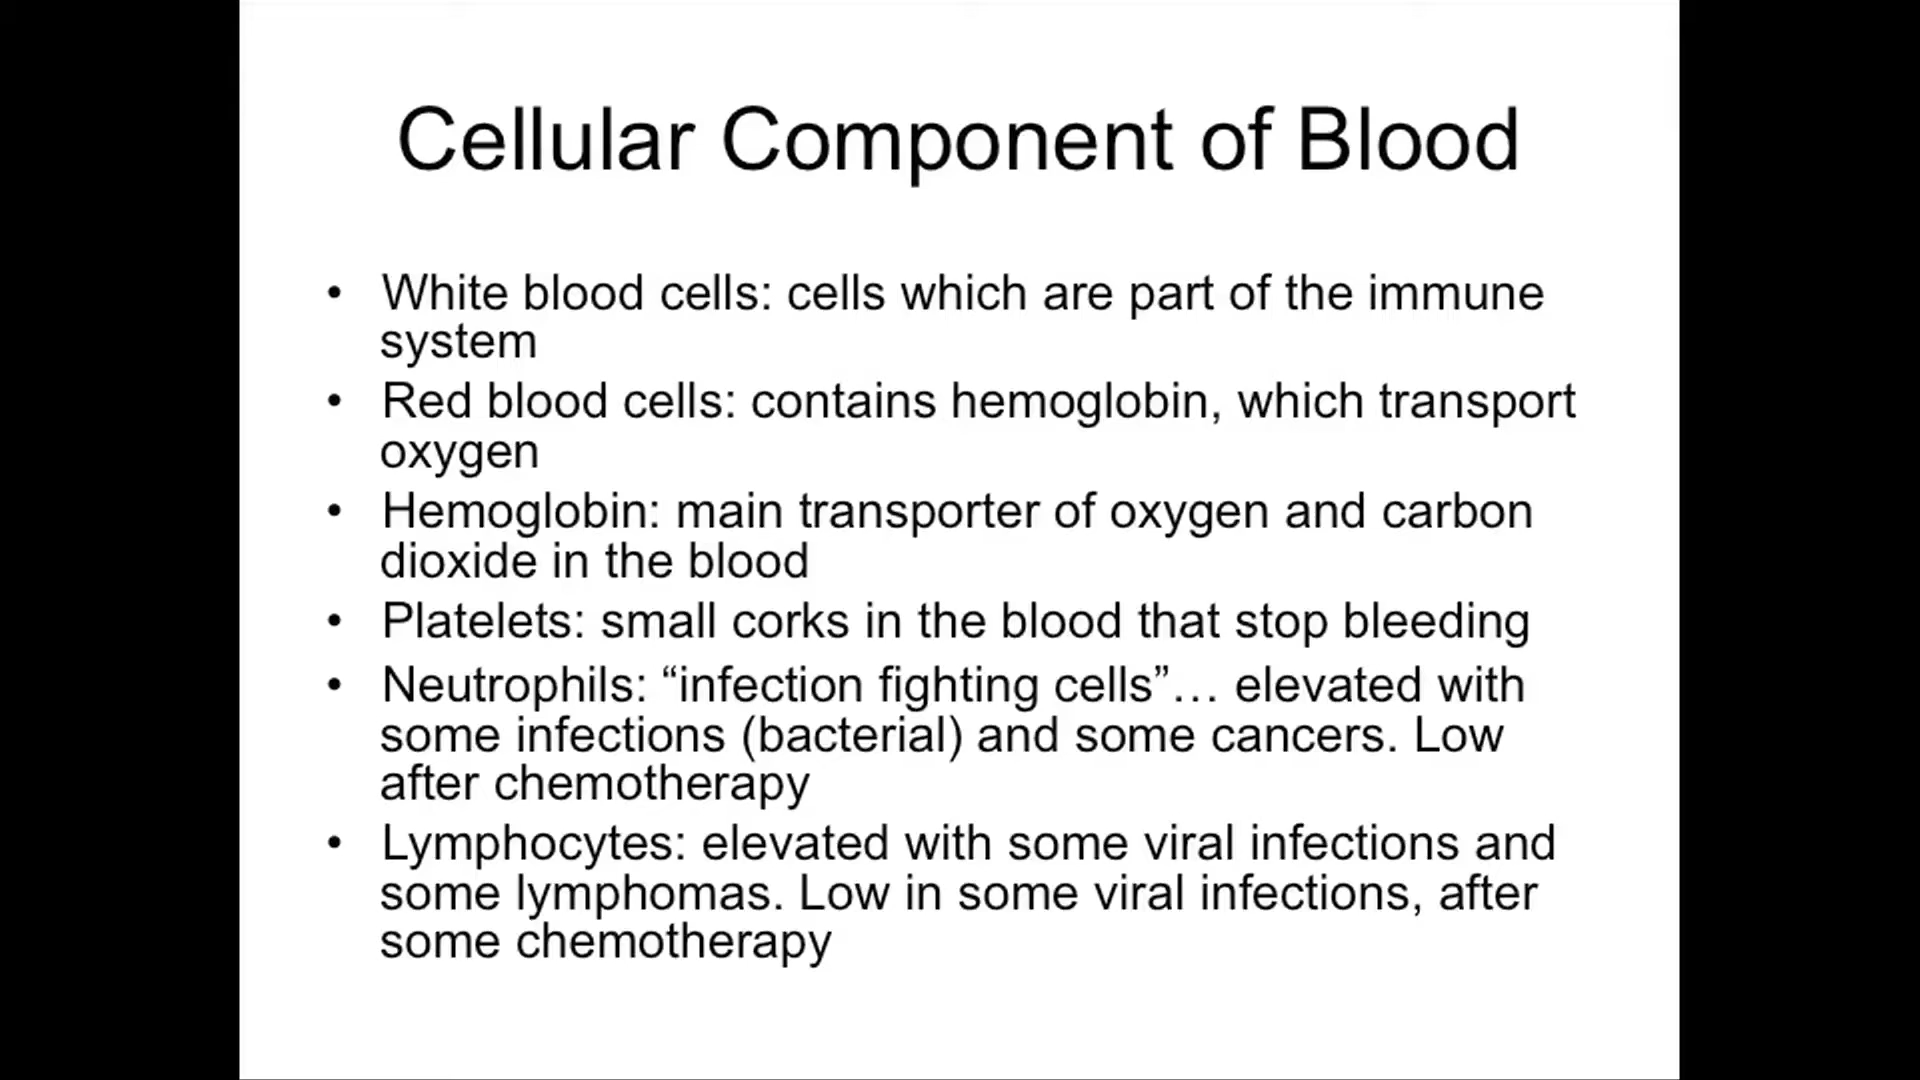 Cellular Component of Blood
• White blood cells: cells which are part of the immune
system
• Red blood cells: contains hemoglobin, which transport
oxygen
• Hemoglobin: main transporter of oxygen and carbon
dioxide in the blood
• Platelets: small corks in the blood that stop bleeding
• Neutrophils: “infection fighting cells”… elevated with
some infections (bacterial) and some cancers. Low
after chemotherapy
• Lymphocytes: elevated with some viral infections and
some lymphomas. Low in some viral infections, after
some chemotherapy